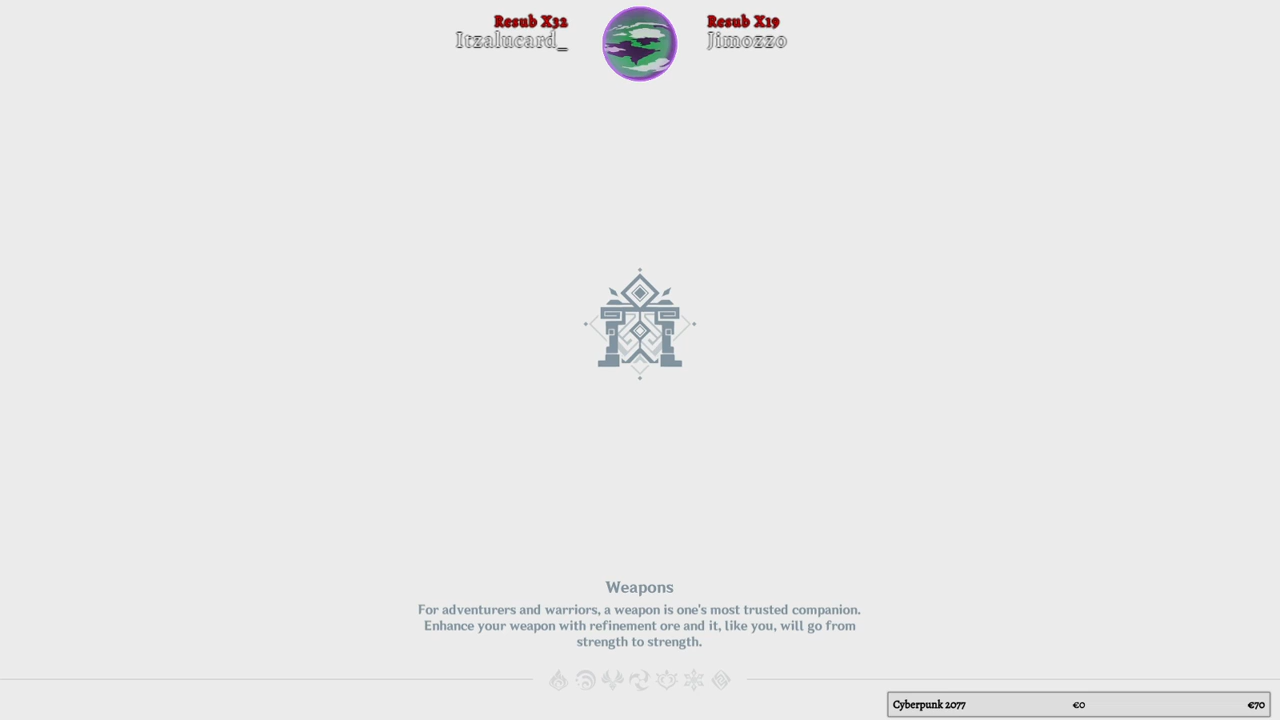 Resub X32
Itzalucard_
Resub X19
Jimozzo
Weapons
For adventurers and warriors, a weapon is one's most trusted companion.
Enhance your weapon with refinement ore and it, like you, will go from
strength to strength.
Cyberpunk 2077 €0 €70